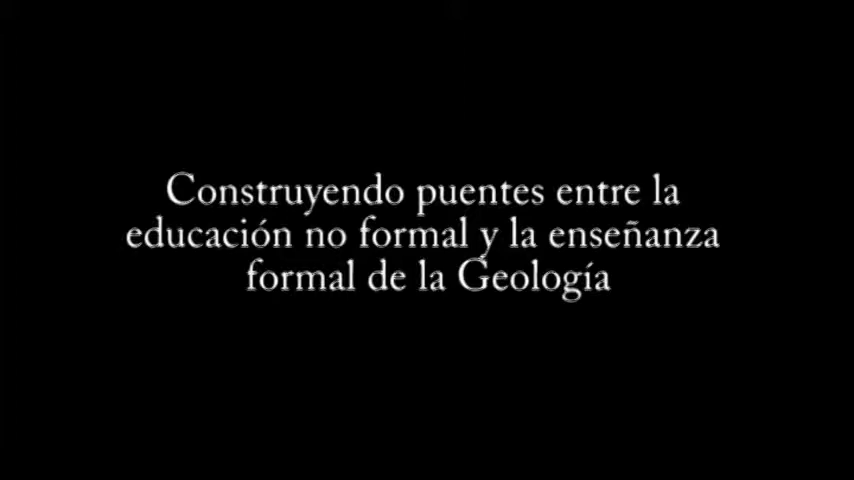 Construyendo puentes entre la
educación no formal y la enseñanza
formal de la Geología